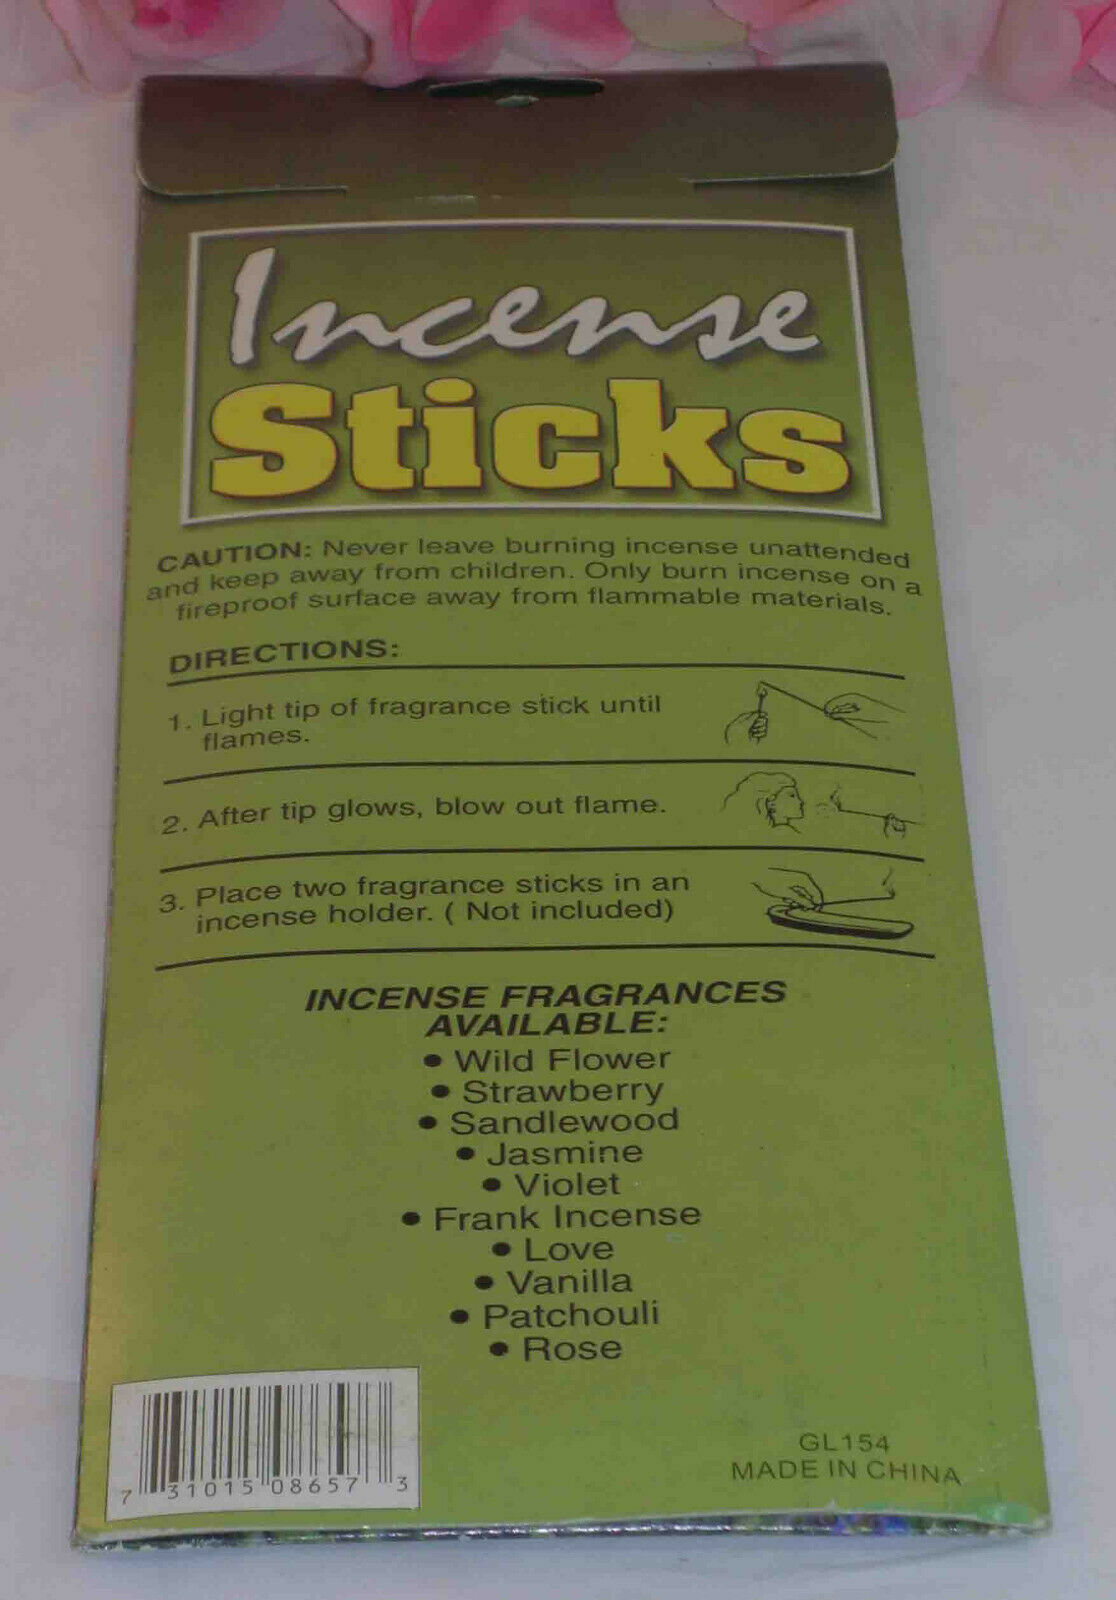 Incense
Sticks
CAUTION: Never leave burning incense unattended
and keep away from children. Only burn incense on a
fireproof surface away from flammable materials.
DIRECTIONS:
1. Light tip of fragrance stick until
flames.
2. After tip glows, blow out flame.
3. Place two fragrance sticks in an
incense holder. ( Not included)
INCENSE FRAGRANCES
AVAILABLE:
• Wild Flower
• Strawberry
• Sandlewood
• Jasmine
• Violet
• Frank Incense
• Love
• Vanilla
• Patchouli
• Rose
7 31015 08657 3
GL154
MADE IN CHINA